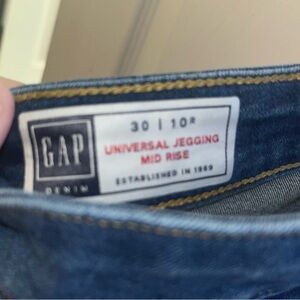 GAP
DENIM
30 | 10R
UNIVERSAL JEGGING
MID RISE
ESTABLISHED IN 1969